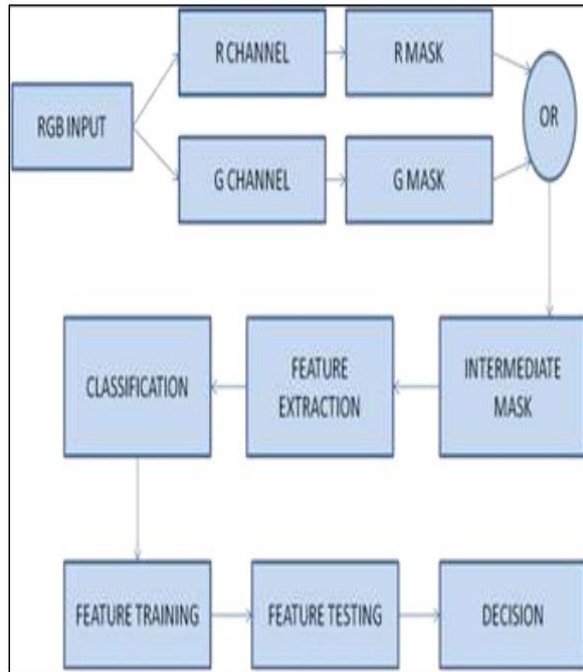 RGB INPUT
R CHANNEL
R MASK
G CHANNEL
G MASK
OR
INTERMEDIATE
MASK
FEATURE
EXTRACTION
CLASSIFICATION
FEATURE TRAINING
FEATURE TESTING
DECISION